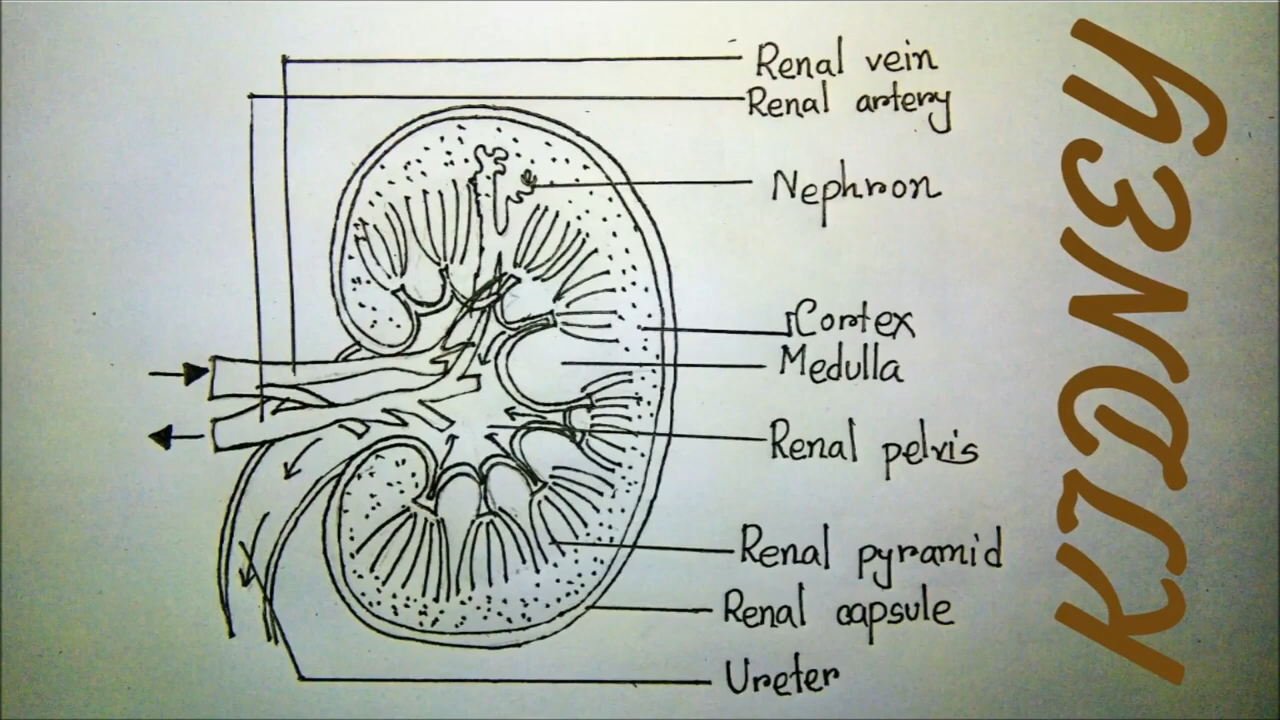 Renal vein
Renal artery
Nephron
Cortex
Medulla
Renal pelvis
Renal pyramid
Renal capsule
Ureter
KIDNEY